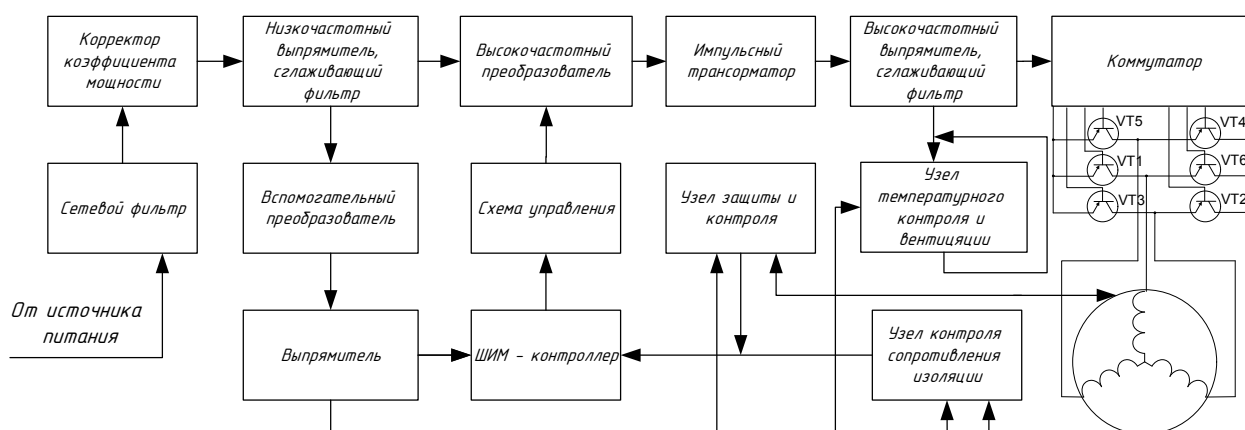 Корректор
коэффициента
мощности
Низкочастотный
выпрямитель,
сглаживающий
фильтр
Высокочастотный
преобразователь
Импульсный
трансорматор
Высокочастотный
выпрямитель,
сглаживающий
фильтр
Коммутатор
VT5
VT4
VT1
VT6
VT3
VT2
Сетевой фильтр
Вспомогательный
преобразователь
Схема управления
Узел защиты и
контроля
Узел
температурного
контроля и
вентицяции
От источника
питания
Выпрямитель
ШИМ - контроллер
Узел контроля
сопротивления
изоляции